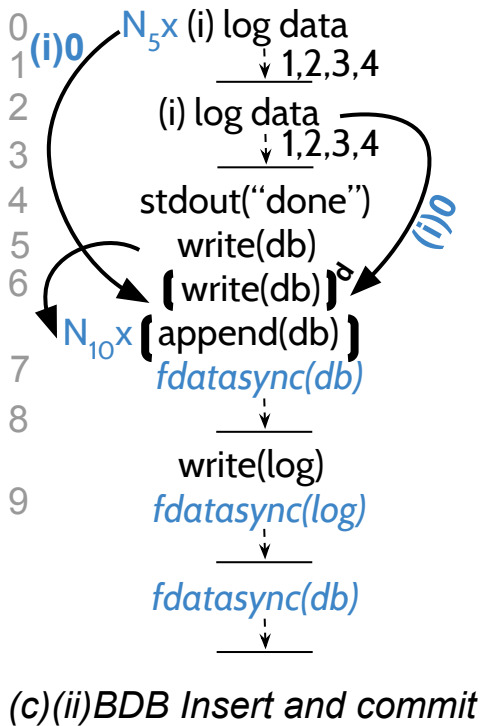 0 N5x (i) log data
1 (i)0 1,2,3,4
2 (i) log data
3 1,2,3,4
(i)0
4 stdout(“done”)
5 write(db)
6 [write(db)]d
N10x [append(db)]
7 fdatasync(db)
8
write(log)
9 fdatasync(log)
fdatasync(db)
(c)(ii)BDB Insert and commit